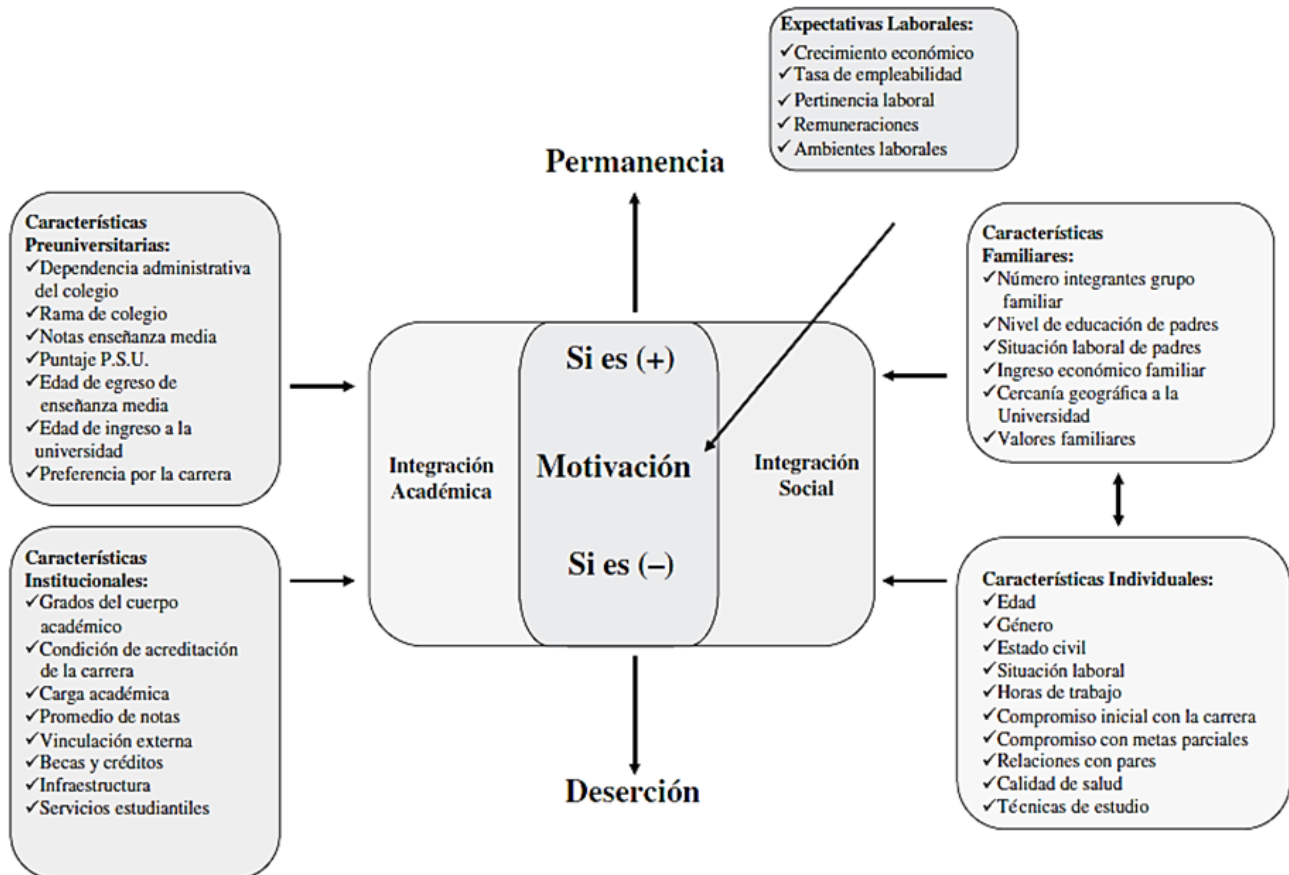 Expectativas Laborales:
✓Crecimiento económico
✓Tasa de empleabilidad
✓Pertinencia laboral
✓Remuneraciones
✓Ambientes laborales
Permanencia
Características
Preuniversitarias:
✓Dependencia administrativa
del colegio
✓Rama de colegio
✓Notas enseñanza media
✓Puntaje P.S.U.
✓Edad de egreso de
enseñanza media
✓Edad de ingreso a la
universidad
✓Preferencia por la carrera
Características
Familiares:
✓Número integrantes grupo
familiar
✓Nivel de educación de padres
✓Situación laboral de padres
✓Ingreso económico familiar
✓Cercanía geográfica a la
Universidad
✓Valores familiares
Si es (+)
Integración
Académica
Motivación
Integración
Social
Si es (–)
Características
Institucionales:
✓Grados del cuerpo
académico
✓Condición de acreditación
de la carrera
✓Carga académica
✓Promedio de notas
✓Vinculación externa
✓Becas y créditos
✓Infraestructura
✓Servicios estudiantiles
Características Individuales:
✓Edad
✓Género
✓Estado civil
✓Situación laboral
✓Horas de trabajo
✓Compromiso inicial con la carrera
✓Compromiso con metas parciales
✓Relaciones con pares
✓Calidad de salud
✓Técnicas de estudio
Deserción